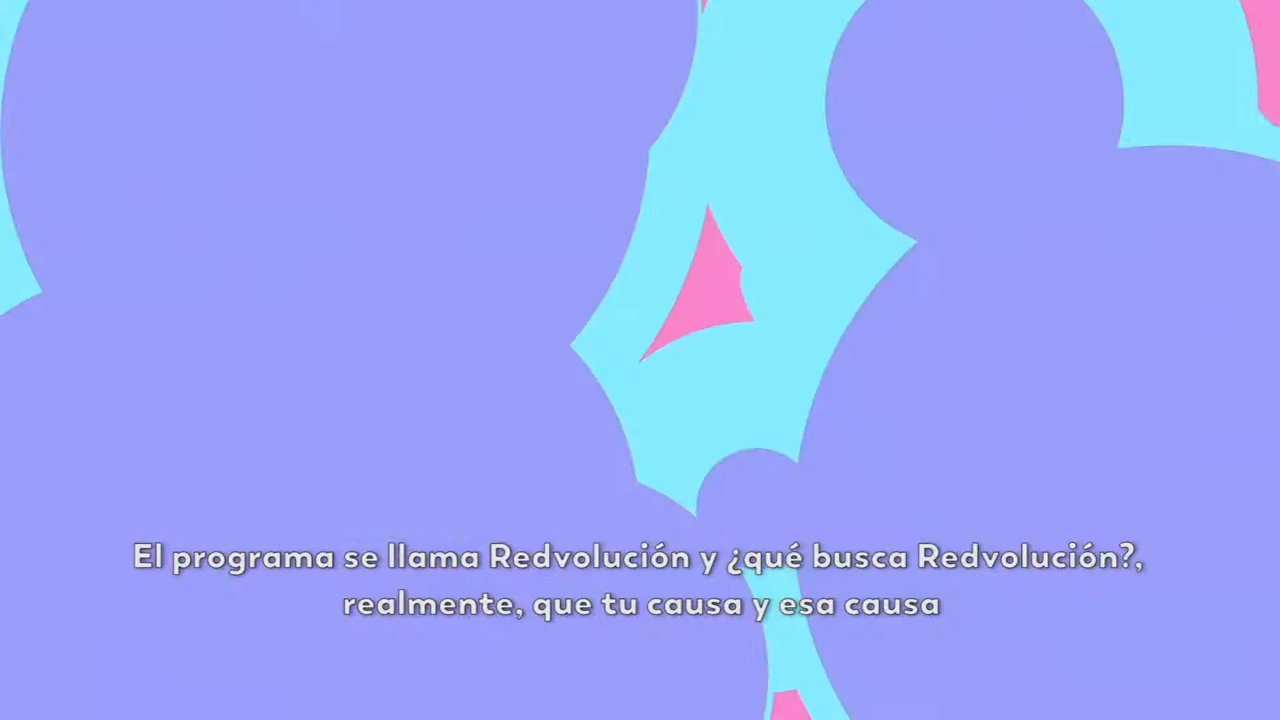 El programa se llama Redvolución y ¿qué busca Redvolución?,
realmente, que tu causa y esa causa